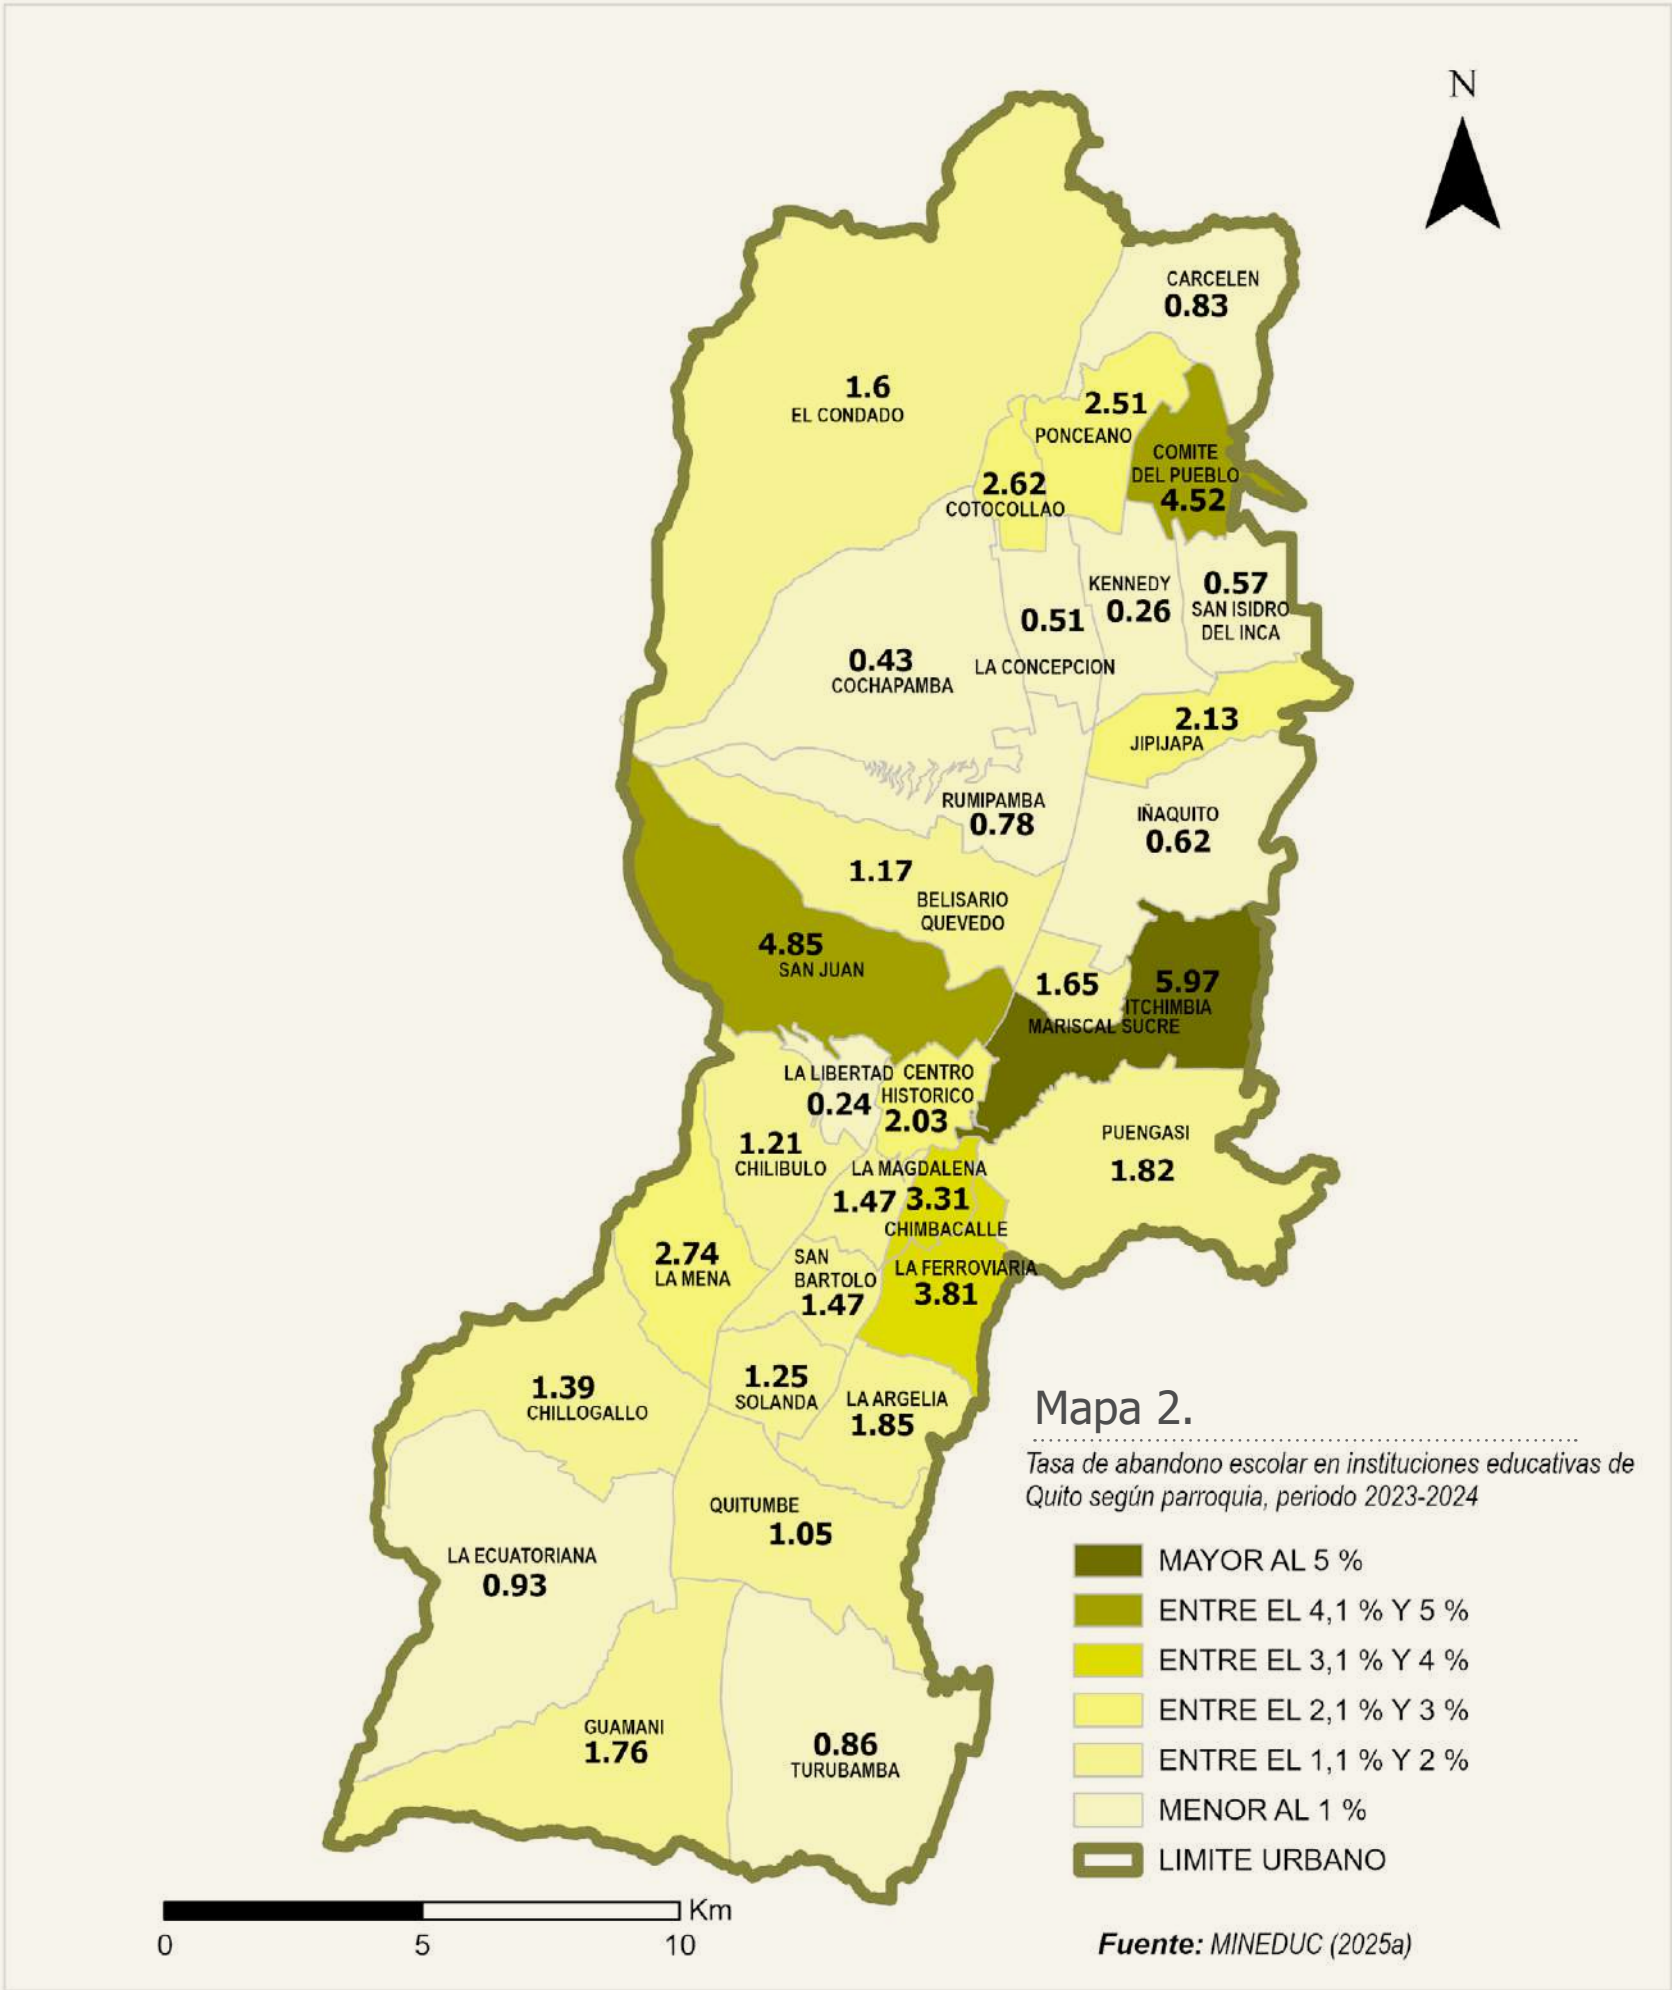 N
CARCELEN
0.83
1.6
EL CONDADO
2.51
PONCEANO
COMITE
DEL PUEBLO
4.52
2.62
COTOCOLLAO
KENNEDY
0.26
0.57
SAN ISIDRO
DEL INCA
0.51
LA CONCEPCION
0.43
COCHAPAMBA
2.13
JIPIJAPA
RUMIPAMBA
0.78
IÑAQUITO
0.62
1.17
BELISARIO
QUEVEDO
4.85
SAN JUAN
1.65
MARISCAL SUCRE
5.97
ITCHIMBIA
LA LIBERTAD
0.24
CENTRO
HISTORICO
2.03
PUENGASI
1.82
1.21
CHILIBULO
LA MAGDALENA
1.47
3.31
CHIMBACALLE
2.74
LA MENA
SAN
BARTOLO
1.47
LA FERROVIARIA
3.81
1.39
CHILLOGALLO
1.25
SOLANDA
LA ARGELIA
1.85
QUITUMBE
1.05
LA ECUATORIANA
0.93
GUAMANI
1.76
0.86
TURUBAMBA
Mapa 2.
Tasa de abandono escolar en instituciones educativas de
Quito según parroquia, periodo 2023-2024
MAYOR AL 5 %
ENTRE EL 4,1 % Y 5 %
ENTRE EL 3,1 % Y 4 %
ENTRE EL 2,1 % Y 3 %
ENTRE EL 1,1 % Y 2 %
MENOR AL 1 %
LIMITE URBANO
Km
0 5 10
Fuente: MINEDUC (2025a)